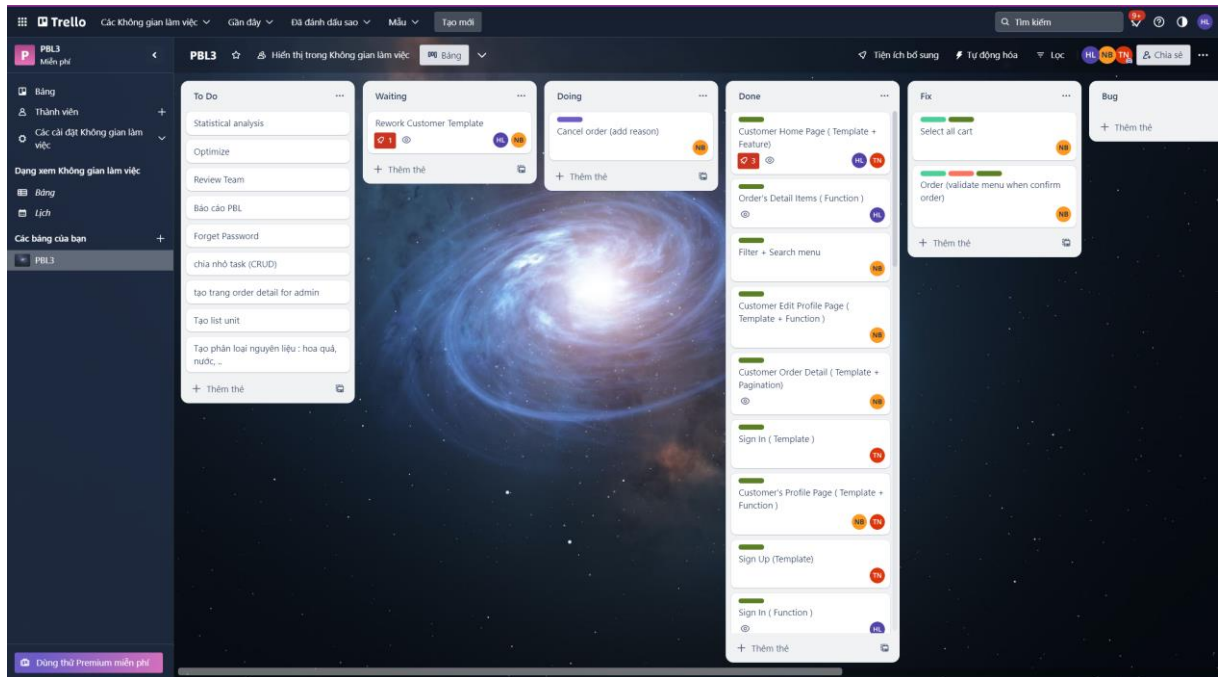 Trello Các Không gian làm việc Gần đây Đã đánh dấu sao Mẫu Tạo mới Tìm kiếm 9+ HL
P PBL3
Miễn phí
PBL3 Hiển thị trong Không gian làm việc Bảng Tiện ích bổ sung Tự động hóa Lọc HL NB TN Chia sẻ
Bảng
Thành viên
Các cài đặt Không gian làm
việc
Dạng xem Không gian làm việc
Bảng
Lịch
Các bảng của bạn
PBL3
Dùng thử Premium miễn phí
To Do
Statistical analysis
Optimize
Review Team
Báo cáo PBL
Forget Password
chia nhỏ task (CRUD)
tạo trang order detail for admin
Tạo list unit
Tạo phân loại nguyên liệu : hoa quả,
nước, ..
+ Thêm thẻ
Waiting
Rework Customer Template
1 HL NB
+ Thêm thẻ
Doing
Cancel order (add reason)
NB
+ Thêm thẻ
Done
Customer Home Page ( Template +
Feature)
3 HL TN
Order's Detail Items ( Function )
HL
Filter + Search menu
NB
Customer Edit Profile Page (
Template + Function )
NB
Customer Order Detail ( Template +
Pagination)
NB
Sign In ( Template )
TN
Customer's Profile Page ( Template +
Function )
NB TN
Sign Up (Template)
TN
Sign In ( Function )
HL
+ Thêm thẻ
Fix
Select all cart
NB
Order (validate menu when confirm
order)
NB
+ Thêm thẻ
Bug
+ Thêm thẻ